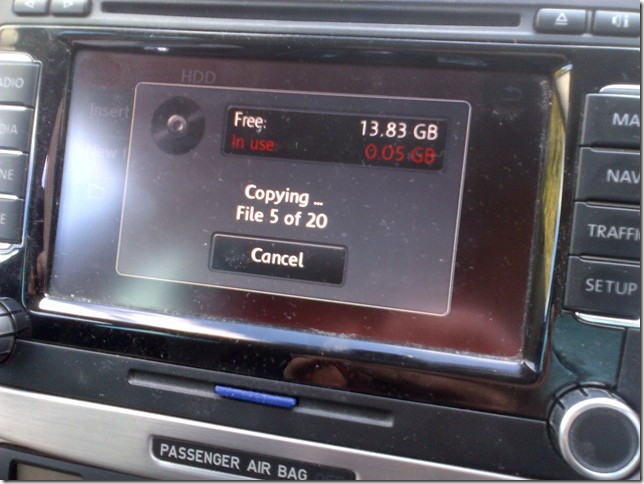 HDD
Insert
Free: 13.83 GB
In use: 0.05 GB
Copying ...
File 5 of 20
Cancel
NAV
TRAFFI
SETUP
PASSENGER AIR BAG